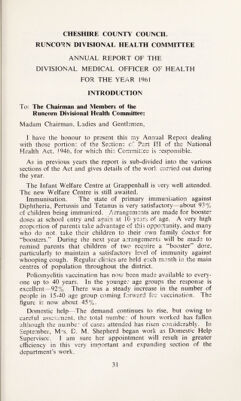 CHESHIRE COUNTY COUNCIL
RUNCORN DIVISIONAL HEALTH COMMITTEE
ANNUAL REPORT OF THE
DIVISIONAL MEDICAL OFFICER OF HEALTH
FOR THE YEAR 1961
INTRODUCTION
To: The Chairman and Members of the
Runcorn Divisional Health Committee:
Madam Chairman, Ladies and Gentlemen,
I have the honour to present this my Annual Report dealing
with those portions of the Sections of Part III of the National
Health Act, 1946, for which this Committee is responsible.
As in previous years the report is sub-divided into the various
sections of the Act and gives details of the work carried out during
the year.
The Infant Welfare Centre at Grappenhall is very well attended.
The new Welfare Centre is still awaited.
Immunisation. The state of primary immunisation against
Diphtheria, Pertussis and Tetanus is very satisfactory—about 93%
of children being immunised. Arrangements are made for booster
doses at school entry and again at 10 years of age. A very high
proportion of parents take advantage of this opportunity, and many
who do not take their children to their own family doctor for
"boosters." During the next year arrangements will be made to
remind parents that children of two require a "booster" dose,
particularly to maintain a satisfactory level of immunity against
whooping cough. Regular clinics are held each month in the main
centres of population throughout the district.
Poliomyelitis vaccination has now been made available to every-
one up to 40 years. In the younger age groups the response is
excellent—92%. There was a steady increase in the number of
people in 15-40 age group coming forward for vaccination. The
figure is now about 45%.
Domestic help—The demand continues to rise, but owing to
careful assessment, the total number of hours worked has fallen
although the number of cases attended has risen considerably. In
September, Mrs. D. M. Shepherd began work as Domestic Help
Supervisor. I am sure her appointment will result in greater
efficiency in this very important and expanding section of the
department's work.
31